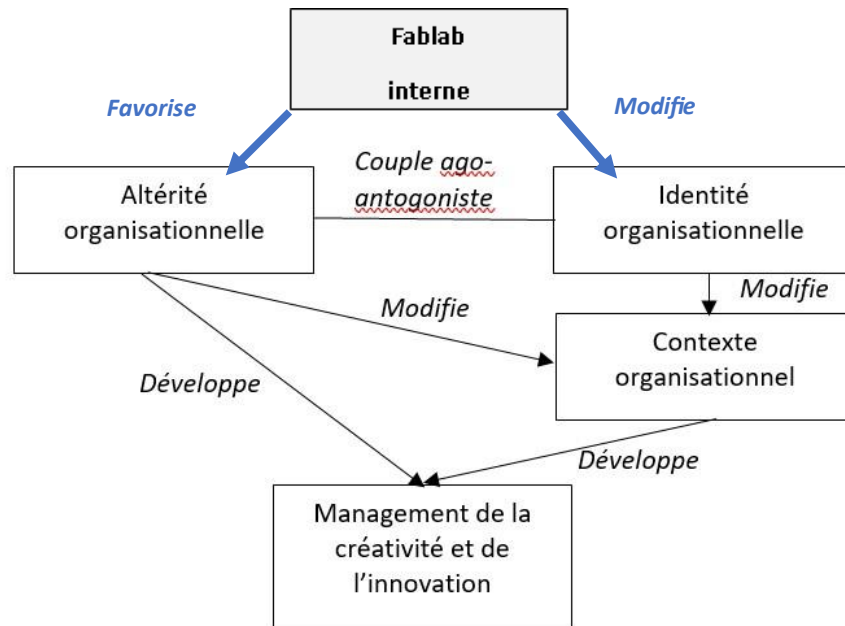 Fablab
interne
Favorise
Modifie
Couple ago-
antogoniste
Altérité
organisationnelle
Identité
organisationnelle
Modifie
Modifie
Contexte
organisationnel
Développe
Développe
Management de la
créativité et de
l'innovation